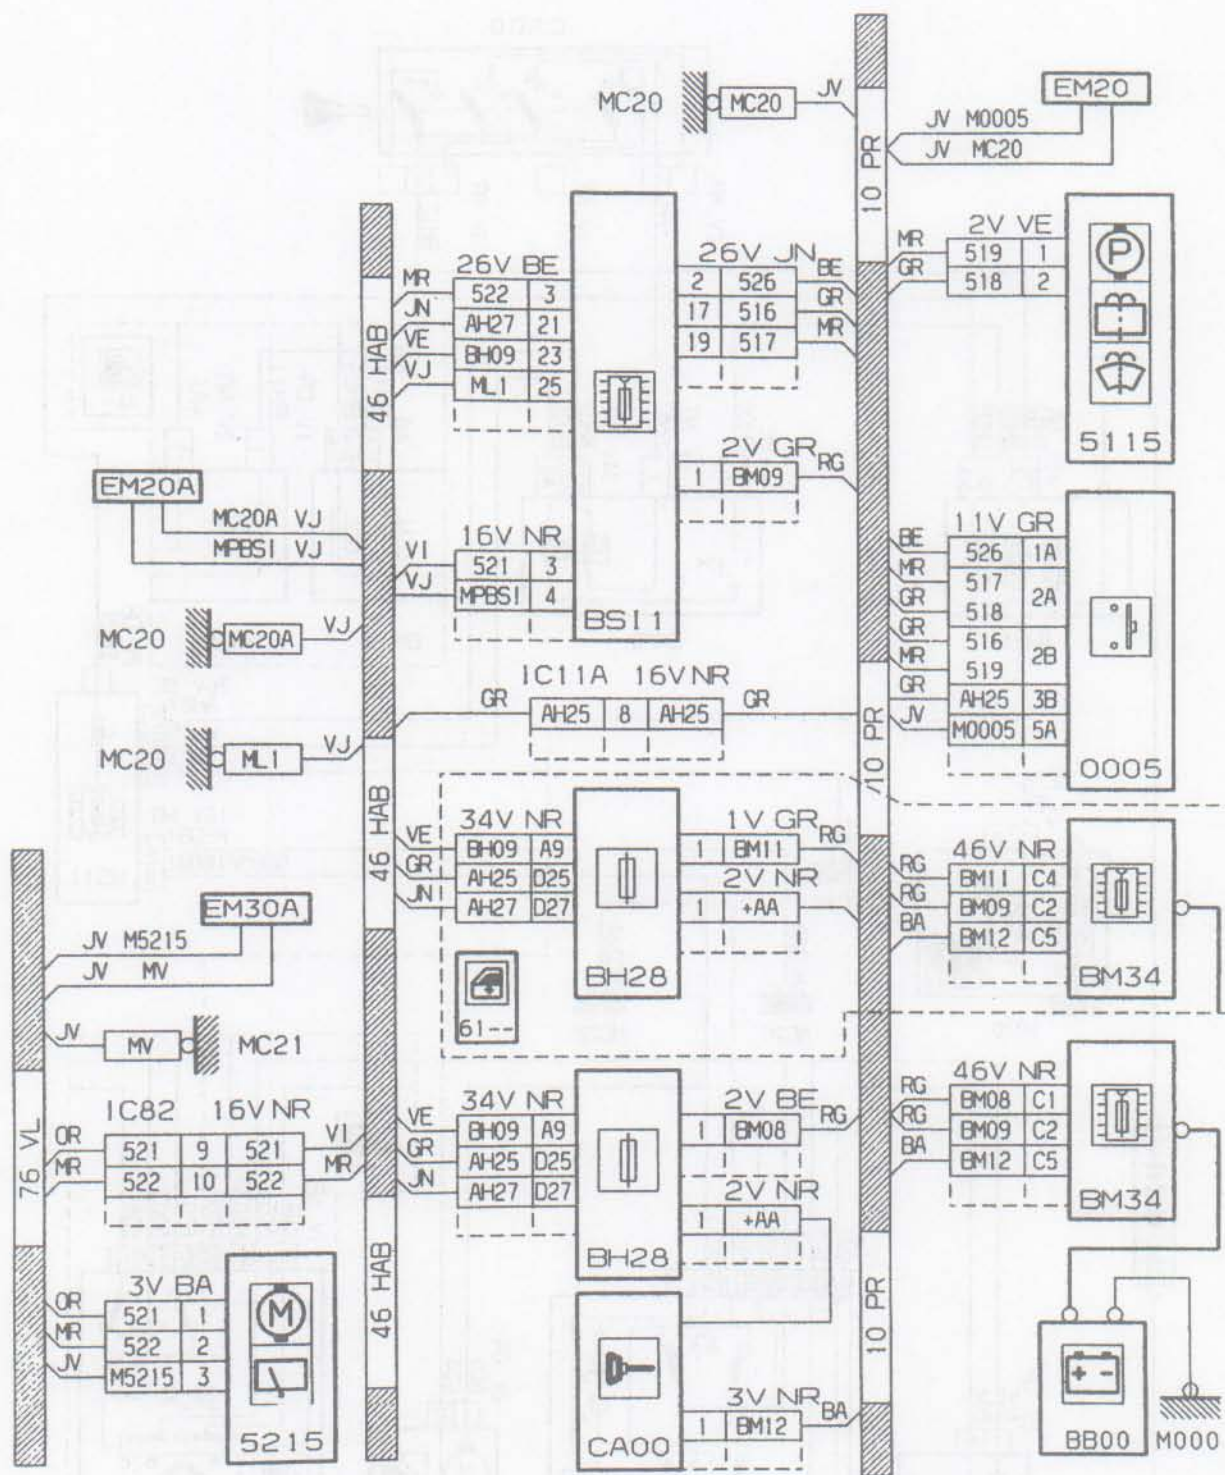 MC20 MC20 JV
EM20
JV M0005
JV MC20
10 PR
2V VE
MR 519 1
GR 518 2
P
5115
46 HAB
26V BE
MR 522 3
JN AH27 21
VE BH09 23
VJ ML1 25
26V JN
2 526 BE
17 516 GR
19 517 MR
2V GR
1 BM09 RG
16V NR
VI 521 3
VJ MPBSI 4
BSI1
EM20A
MC20A VJ
MPBSI VJ
MC20 MC20A VJ
MC20 ML1 VJ
11V GR
BE 526 1A
MR 517
GR 518
2A
GR 516
MR 519
2B
GR AH25 3B
JV M0005 5A
0005
IC11A 16V NR
GR AH25 8 AH25 GR
10 PR
46 HAB
34V NR
VE BH09 A9
GR AH25 D25
JN AH27 D27
1V GR
1 BM11 RG
2V NR
1 +AA
BH28
61--
46V NR
RG BM11 C4
RG BM09 C2
BA BM12 C5
BM34
EM30A
JV M5215
JV MV
JV MV MC21
76 VL
IC82 16V NR
OR 521 9 521 VI
MR 522 10 522 MR
34V NR
VE BH09 A9
GR AH25 D25
JN AH27 D27
2V BE
1 BM08 RG
2V NR
1 +AA
BH28
46V NR
RG BM08 C1
RG BM09 C2
BA BM12 C5
BM34
46 HAB
10 PR
3V BA
OR 521 1
MR 522 2
JV M5215 3
M
5215
3V NR
1 BM12 BA
CA00
+ -
BB00
M000